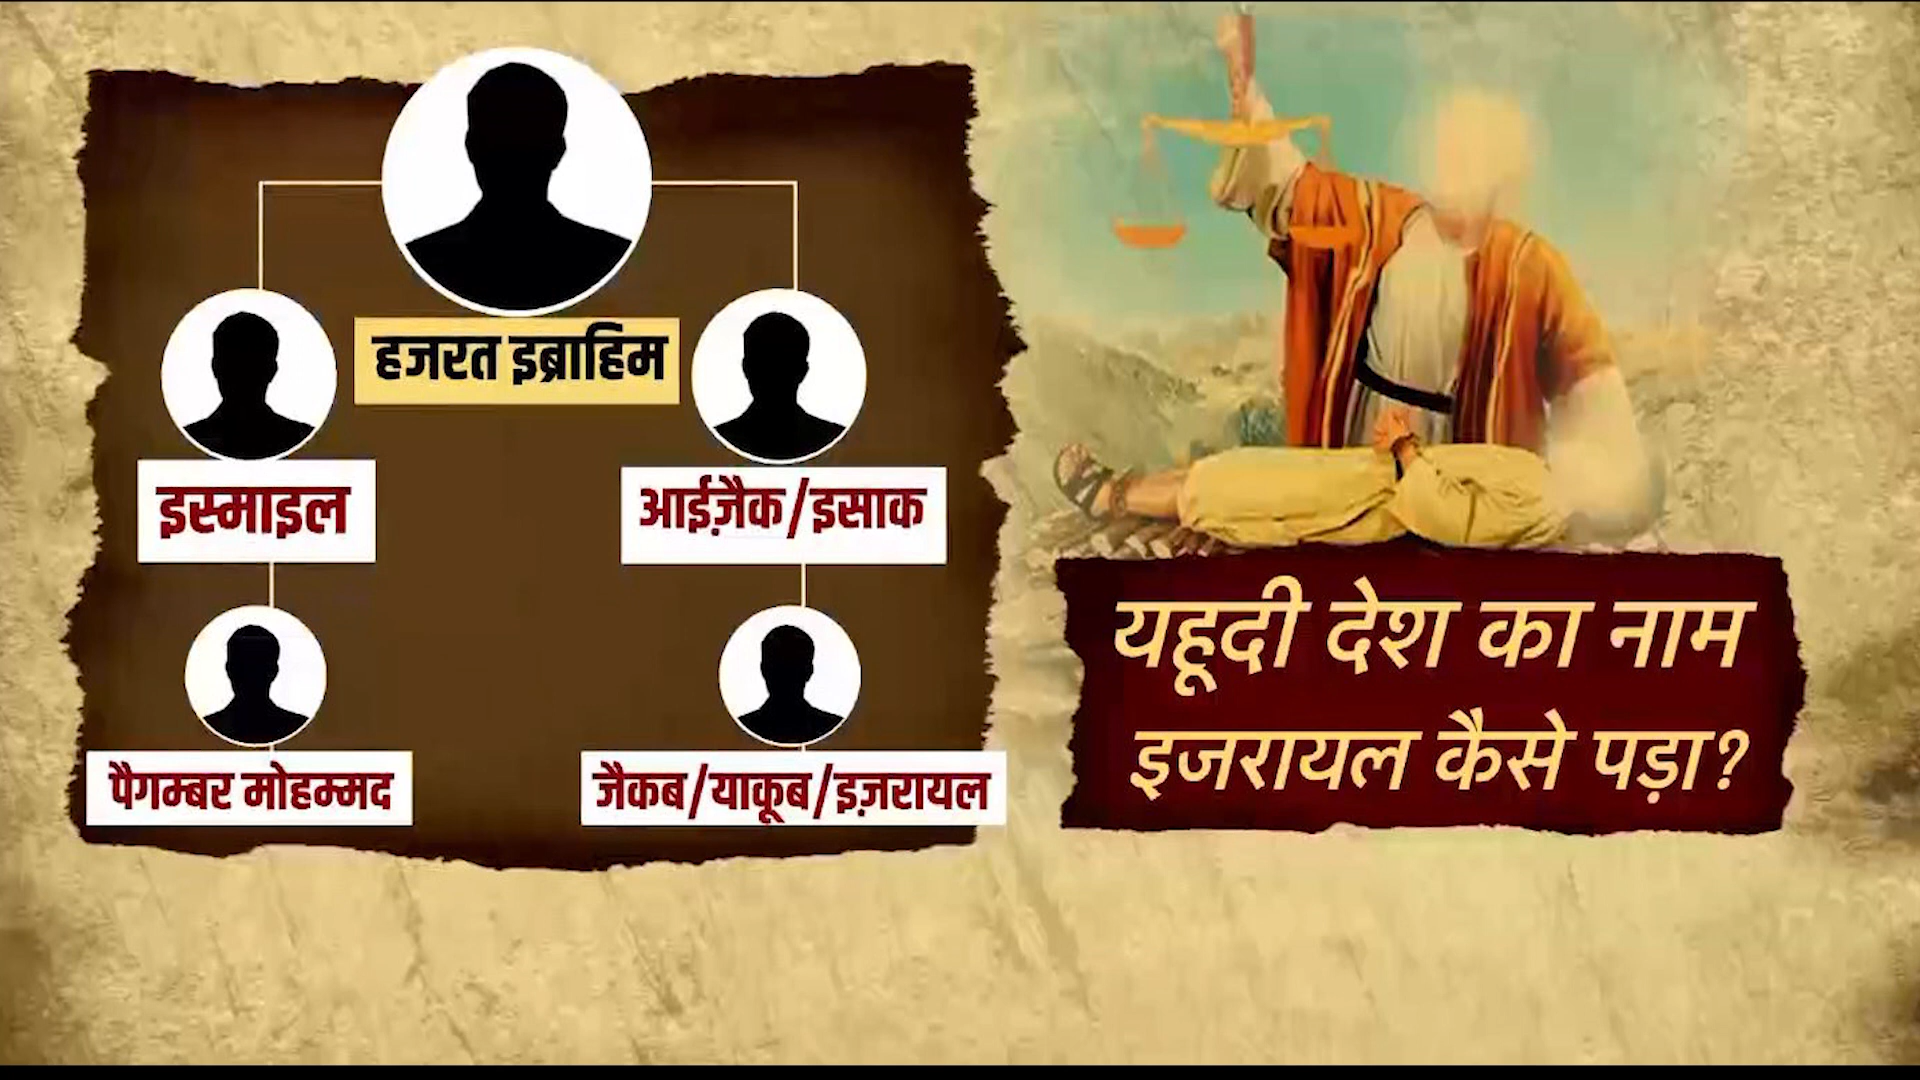 हजरत इब्राहिम
इस्माइल
आईज़ैक/इसाक
पैगम्बर मोहम्मद
जैकब/याकूब/इज़रायल
यहूदी देश का नाम
इजरायल कैसे पड़ा?